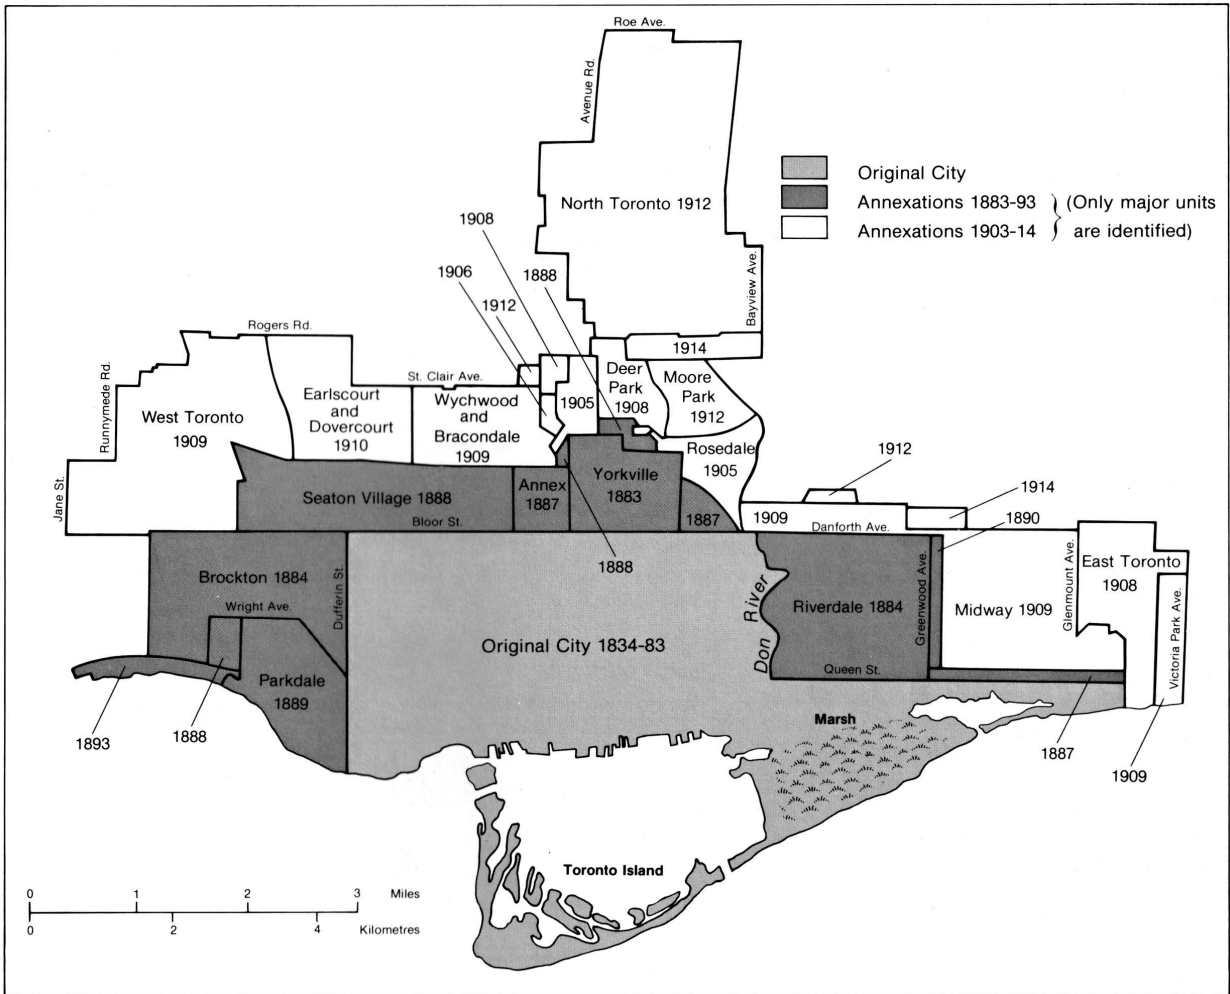 Roe Ave.
Avenue Rd.
Original City
Annexations 1883-93
(Only major units
Annexations 1903-14
are identified)
North Toronto 1912
1908
1906
1888
1912
Bayview Ave.
Rogers Rd.
1914
St. Clair Ave.
Runnymede Rd.
West Toronto
1909
Earlscourt
and
Dovercourt
1910
Wychwood
and
Bracondale
1909
1905
Deer
Park
1908
Moore
Park
1912
Rosedale
1905
1912
Jane St.
Seaton Village 1888
Annex
1887
Yorkville
1883
1887
1909
Danforth Ave.
1914
1890
Bloor St.
1888
Brockton 1884
Wright Ave.
Dufferin St.
Original City 1834-83
Don River
Riverdale 1884
Greenwood Ave.
Midway 1909
Glenmount Ave.
East Toronto
1908
Victoria Park Ave.
Queen St.
Parkdale
1889
1893
1888
Marsh
1887
1909
Toronto Island
0 1 2 3 Miles
0 2 4 Kilometres